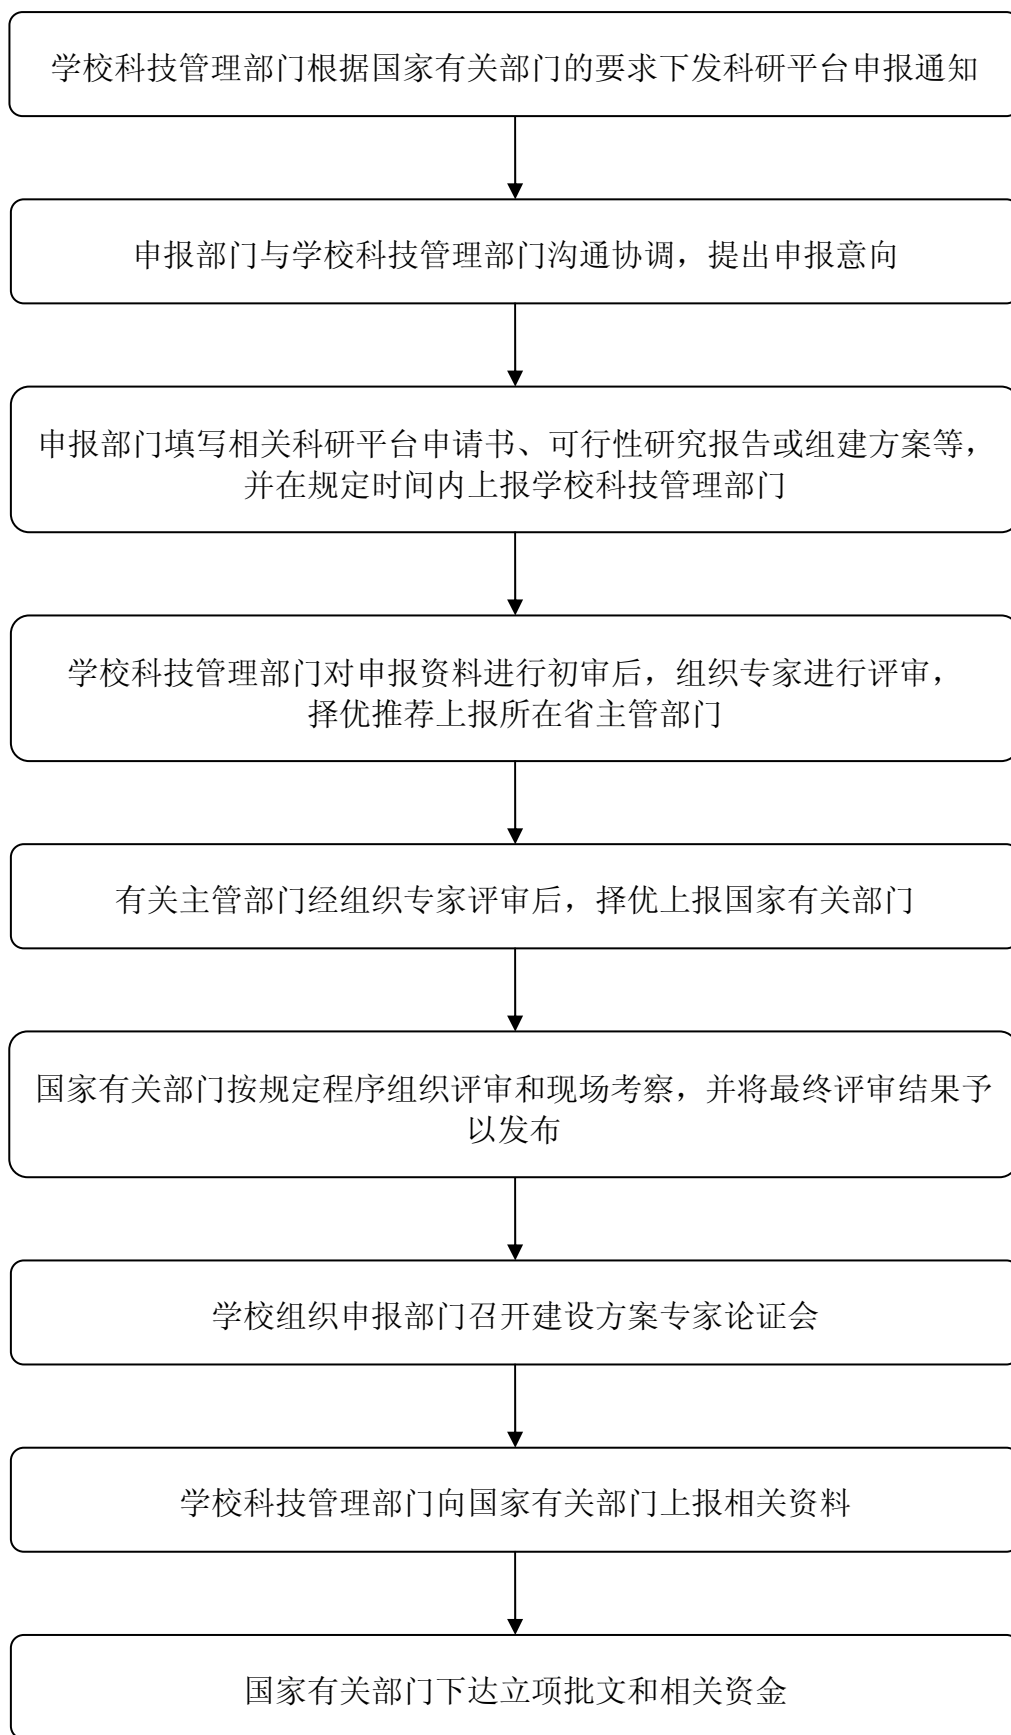 学校科技管理部门根据国家有关部门的要求下发科研平台申报通知
申报部门与学校科技管理部门沟通协调，提出申报意向
申报部门填写相关科研平台申请书、可行性研究报告或组建方案等，
并在规定时间内上报学校科技管理部门
学校科技管理部门对申报资料进行初审后，组织专家进行评审，
择优推荐上报所在省主管部门
有关主管部门经组织专家评审后，择优上报国家有关部门
国家有关部门按规定程序组织评审和现场考察，并将最终评审结果予
以发布
学校组织申报部门召开建设方案专家论证会
学校科技管理部门向国家有关部门上报相关资料
国家有关部门下达立项批文和相关资金